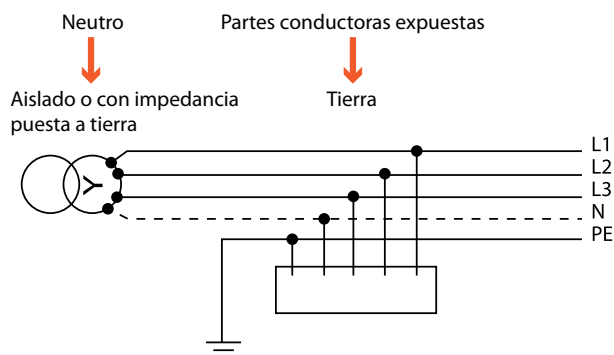 Neutro
Partes conductoras expuestas
Aislado o con impedancia
puesta a tierra
Tierra
L1
L2
L3
N
PE
Y